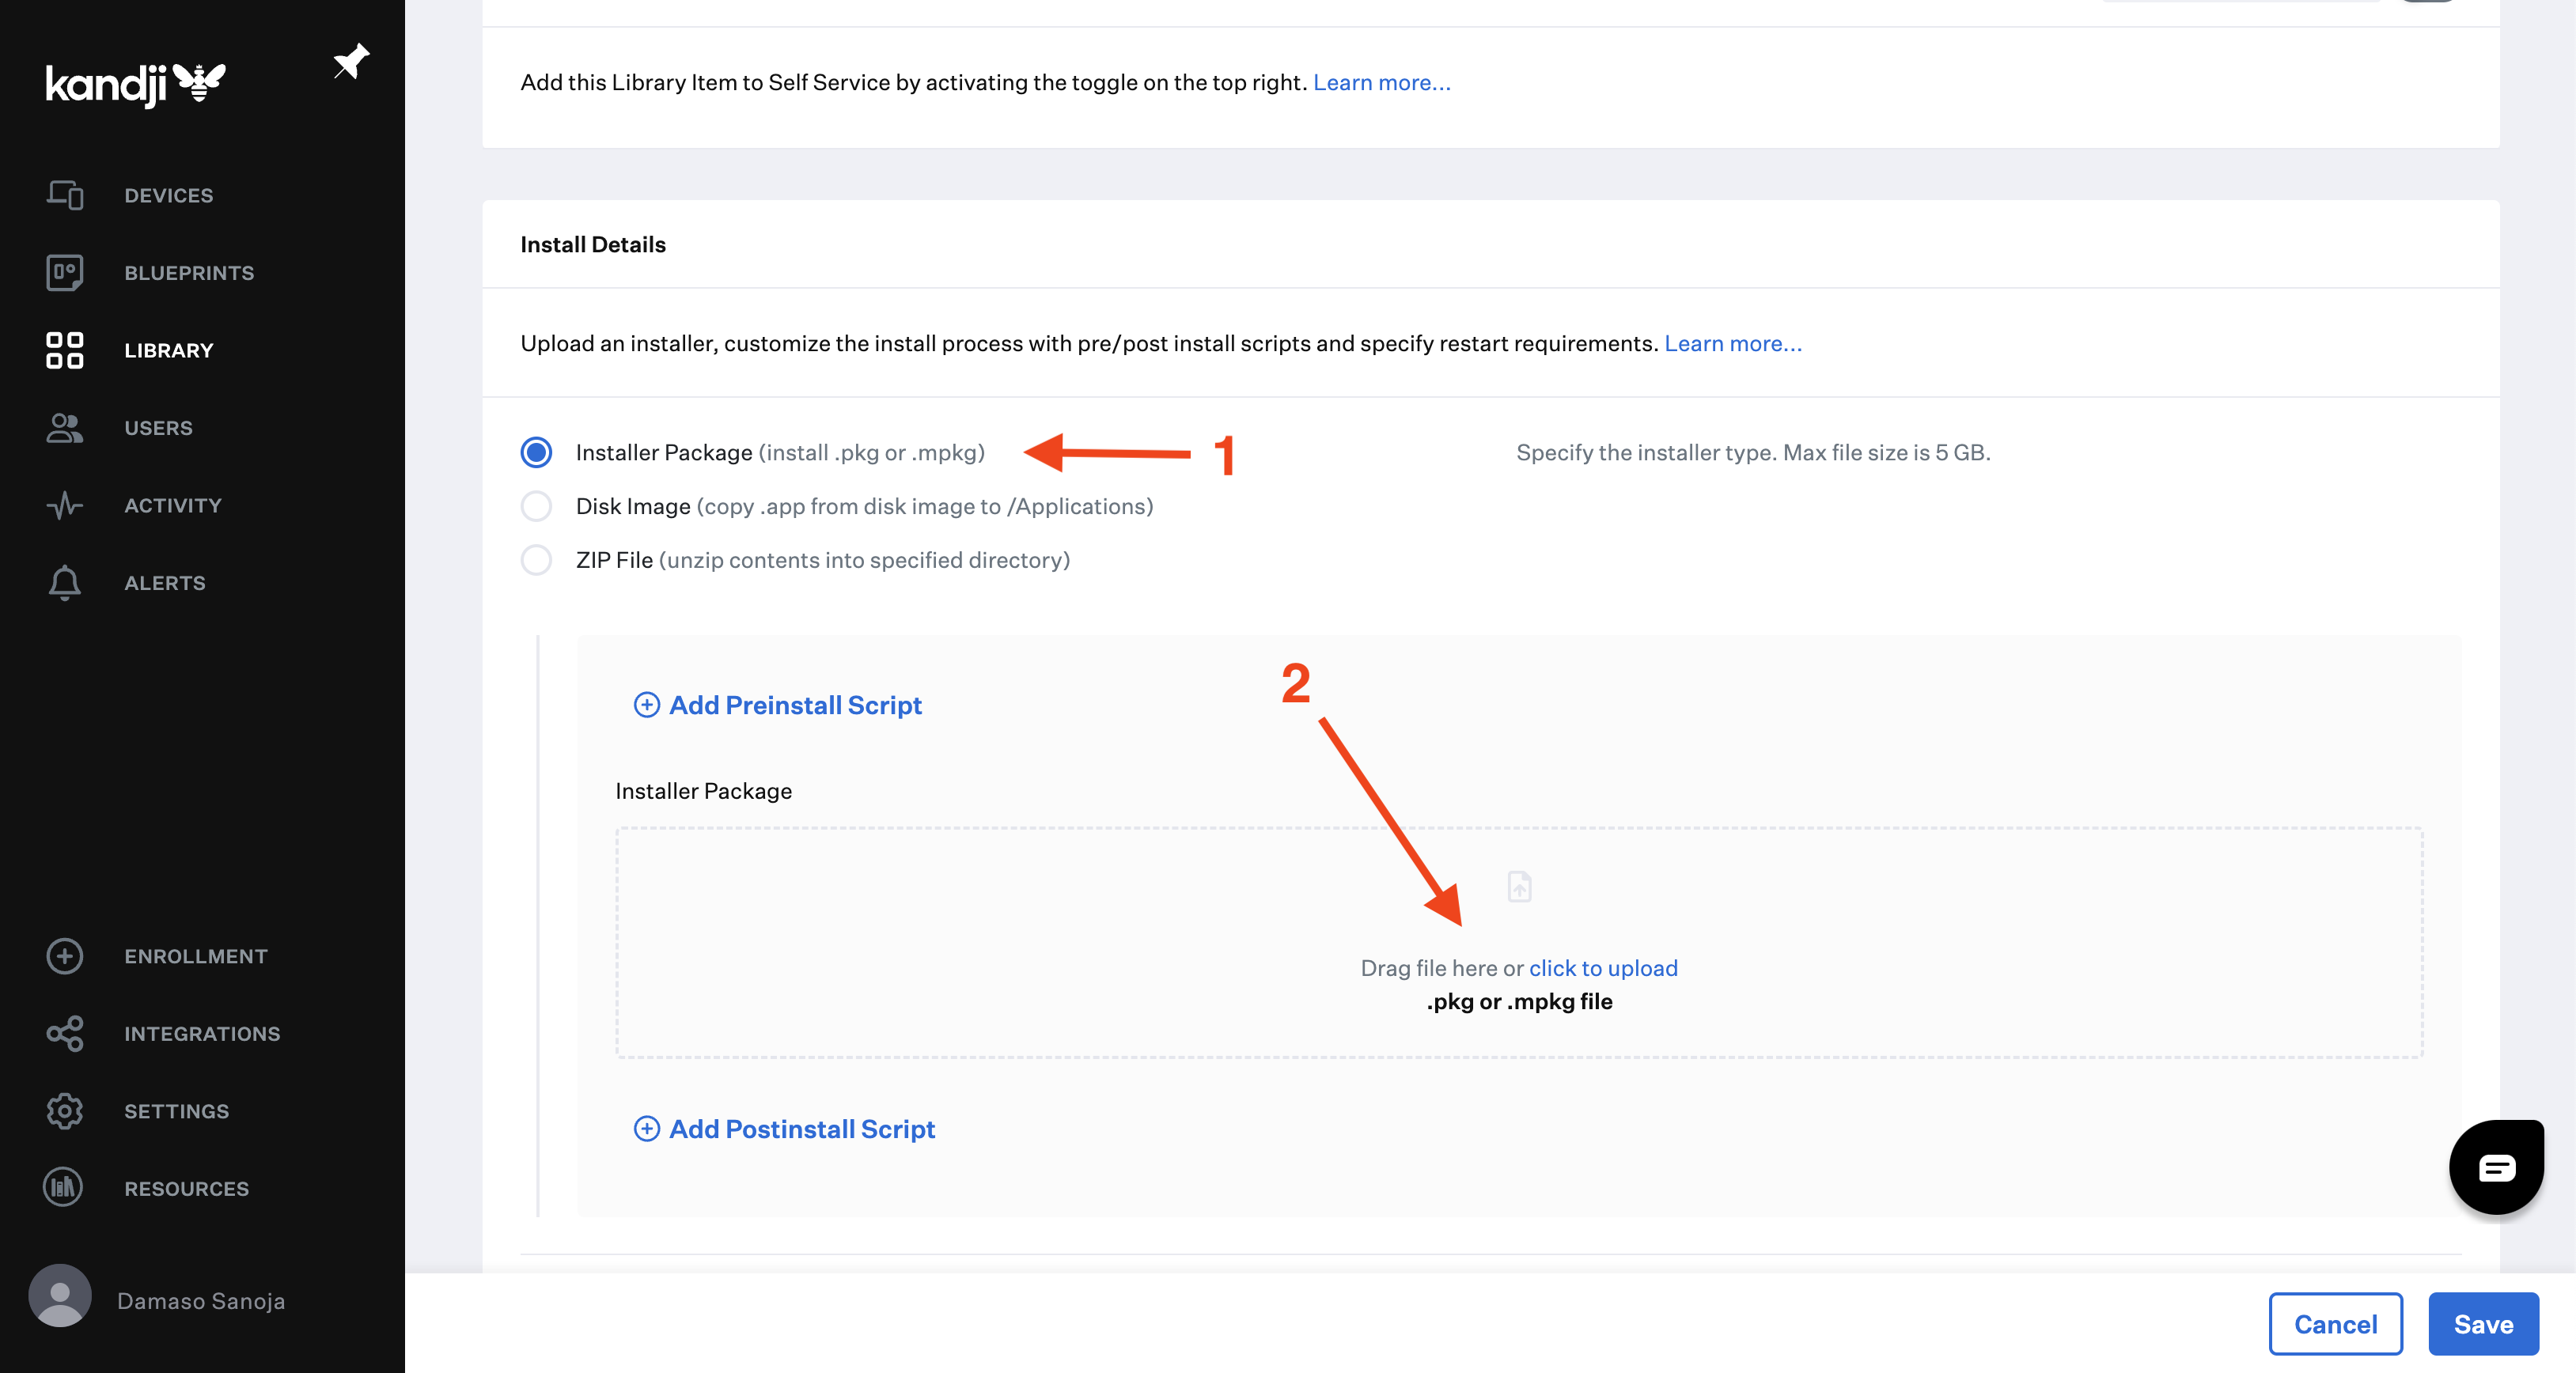 kandji
DEVICES
BLUEPRINTS
LIBRARY
USERS
ACTIVITY
ALERTS
ENROLLMENT
INTEGRATIONS
SETTINGS
RESOURCES
Damaso Sanoja
Add this Library Item to Self Service by activating the toggle on the top right. Learn more...
Install Details
Upload an installer, customize the install process with pre/post install scripts and specify restart requirements. Learn more...
Installer Package (install .pkg or .mpkg)
1
Specify the installer type. Max file size is 5 GB.
Disk Image (copy .app from disk image to /Applications)
ZIP File (unzip contents into specified directory)
2
Add Preinstall Script
Installer Package
Drag file here or click to upload
.pkg or .mpkg file
Add Postinstall Script
Cancel
Save